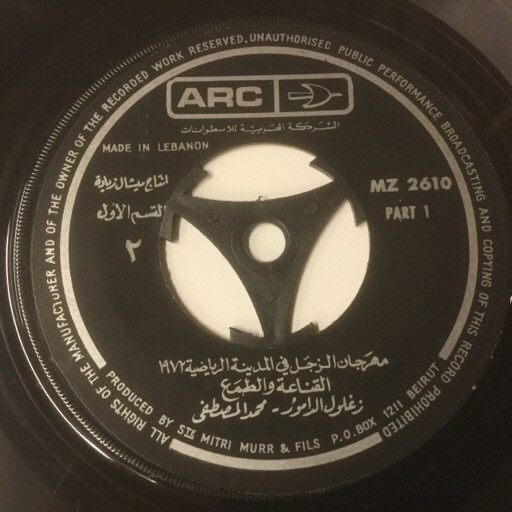 ALL RIGHTS OF THE MANUFACTURER AND OF THE OWNER OF THE RECORDED WORK RESERVED. UNAUTHORISEC PUBLIC PERFORMANCE BROADCASTING AND COPYING OF THIS RECORD PROHIBITED
ARC
الشركة العربية للاسطوانات
MADE IN LEBANON
انتاج ميشال زيادة
MZ 2610
القسم الأول
PART 1
٢
مهرجان الزجل في المدينة الرياضية ١٩٧٢
القناعة والطمع
زغلول الدامور - محمد المصطفى
PRODUCED BY STE MITRI MURR & FILS P.O.BOX 1211 BEIRUT